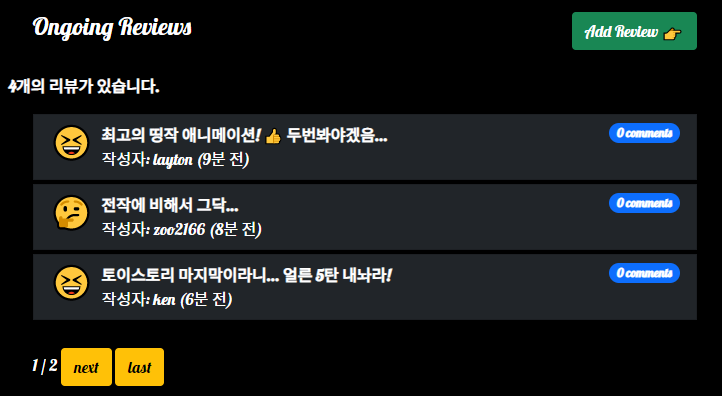 Ongoing Reviews
Add Review 👉
4개의 리뷰가 있습니다.
최고의 명작 애니메이션! 👍 두번봐야겠음...
0 comments
작성자: layton (9분 전)
전작에 비해서 그닥...
0 comments
작성자: zoo2166 (8분 전)
토이스토리 마지막이라니... 얼른 5탄 내놔라!
0 comments
작성자: ken (6분 전)
1 / 2 next last